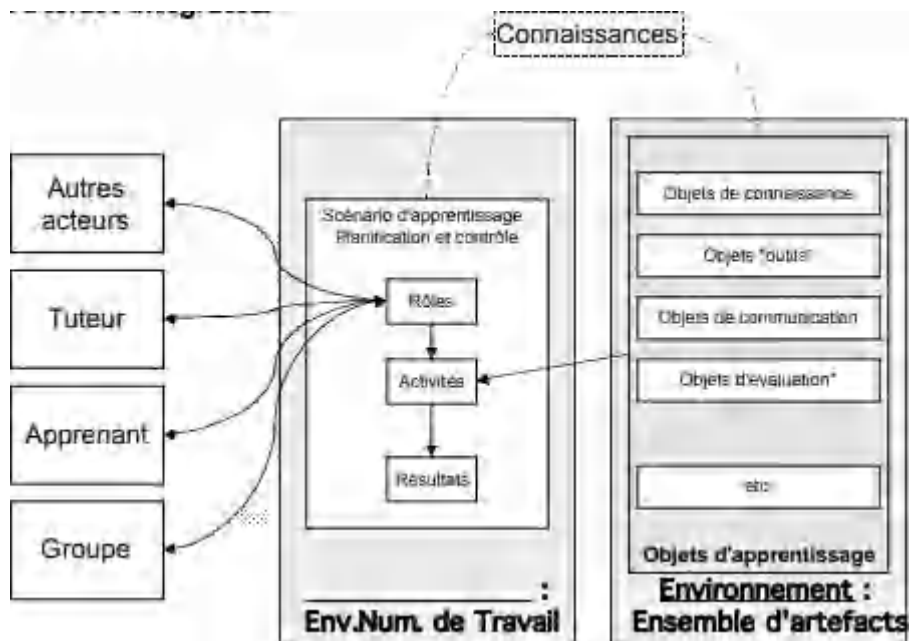 Connaissances
Autres
acteurs
Tuteur
Apprenant
Groupe
Scénario d'apprentissage
Planification et contrôle
Rôles
Activités
Résultats
____________________ :
Env.Num. de Travail
Objets de connaissance
Objets "outils"
Objets de communication
Objets d'évaluation"
etc
Objets d'apprentissage
Environnement :
Ensemble d'artefacts